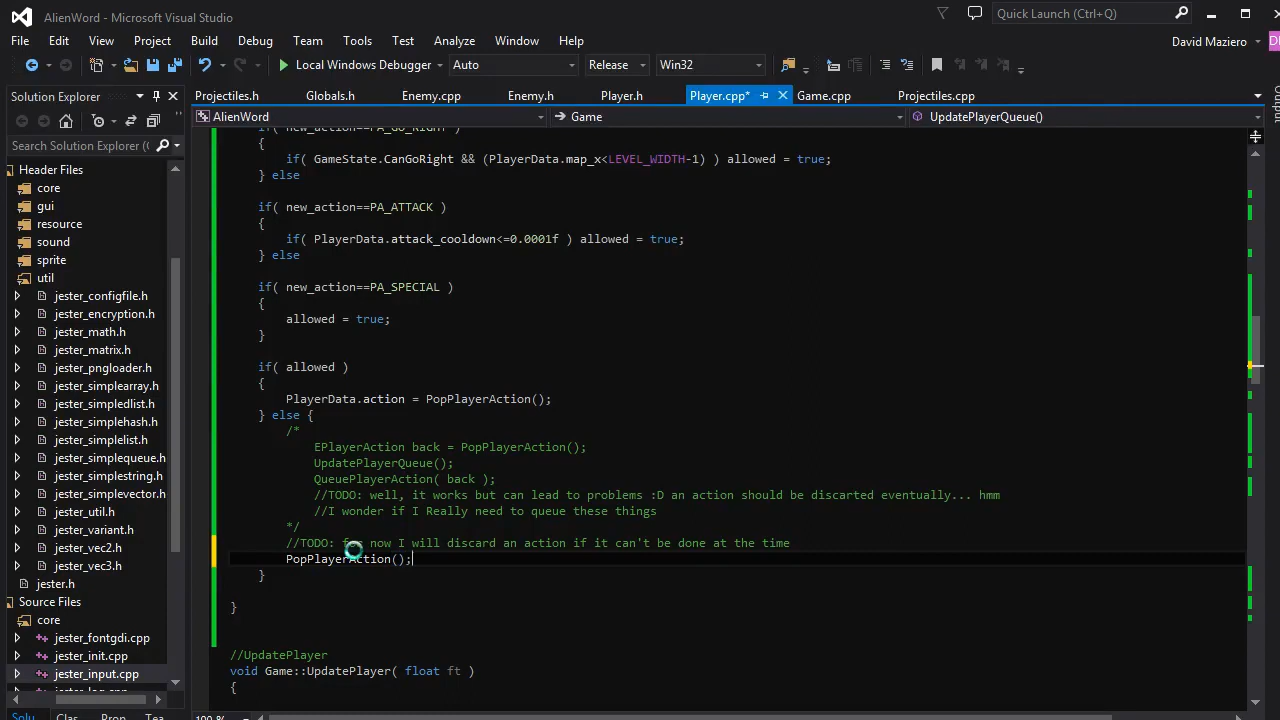 AlienWord - Microsoft Visual Studio
Quick Launch (Ctrl+Q)
File Edit View Project Build Debug Team Tools Test Analyze Window Help
David Maziero
Local Windows Debugger Auto Release Win32
Solution Explorer
Projectiles.h Globals.h Enemy.cpp Enemy.h Player.h Player.cpp* Game.cpp Projectiles.cpp
AlienWord Game UpdatePlayerQueue()
Search Solution Explorer (
Header Files
core
gui
resource
sound
sprite
util
jester_configfile.h
jester_encryption.h
jester_math.h
jester_matrix.h
jester_pngloader.h
jester_simplearray.h
jester_simpledlist.h
jester_simplehash.h
jester_simplelist.h
jester_simplequeue.h
jester_simplestring.h
jester_simplevector.h
jester_util.h
jester_variant.h
jester_vec2.h
jester_vec3.h
jester.h
Source Files
core
jester_fontgdi.cpp
jester_init.cpp
jester_input.cpp
if( new_action==PA_GO_RIGHT )
{
if( GameState.CanGoRight && (PlayerData.map_x<LEVEL_WIDTH-1) ) allowed = true;
} else
if( new_action==PA_ATTACK )
{
if( PlayerData.attack_cooldown<=0.0001f ) allowed = true;
} else
if( new_action==PA_SPECIAL )
{
allowed = true;
}
if( allowed )
{
PlayerData.action = PopPlayerAction();
} else {
/*
EPlayerAction back = PopPlayerAction();
UpdatePlayerQueue();
QueuePlayerAction( back );
//TODO: well, it works but can lead to problems :D an action should be discarted eventually... hmm
//I wonder if I Really need to queue these things
*/
//TODO: for now I will discard an action if it can't be done at the time
PopPlayerAction();
}
}
//UpdatePlayer
void Game::UpdatePlayer( float ft )
{
100 %